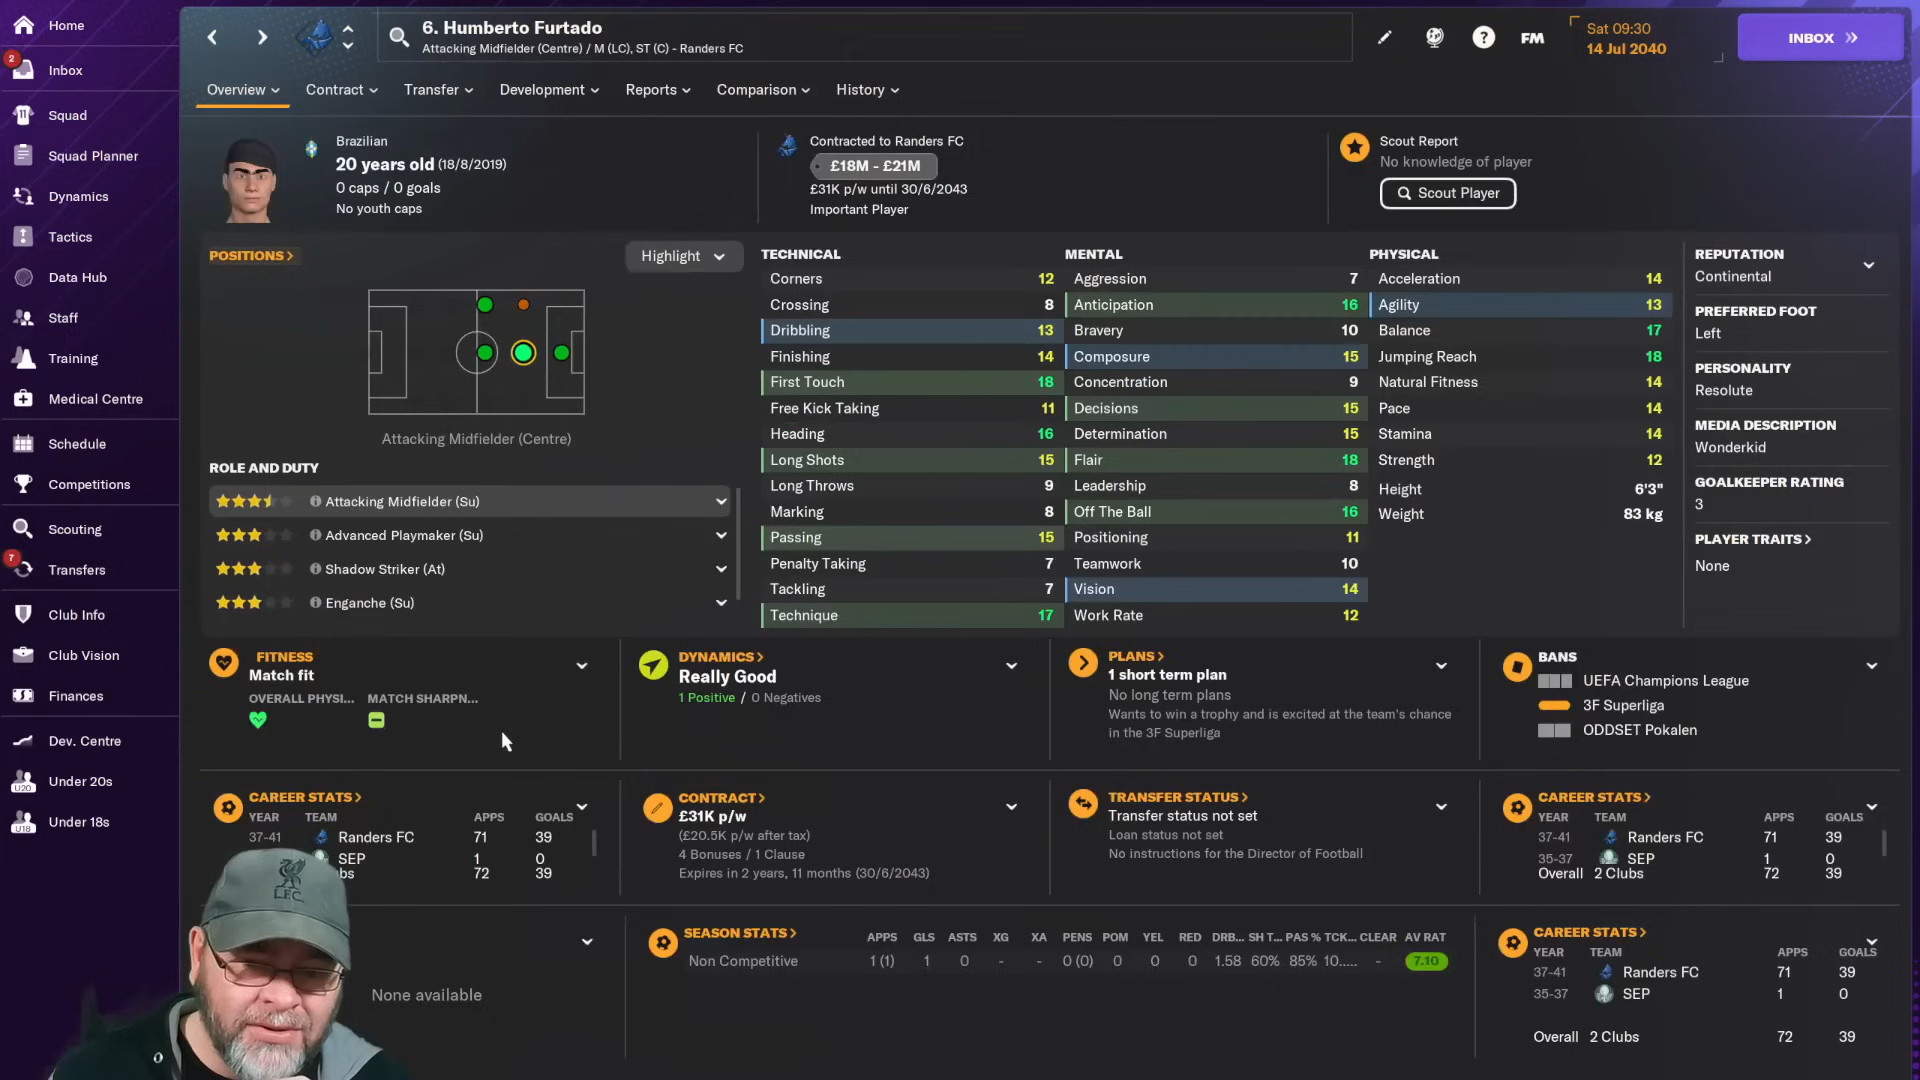 Home
2
Inbox
Squad
Squad Planner
Dynamics
Tactics
Data Hub
Staff
Training
Medical Centre
Schedule
Competitions
Scouting
7
Transfers
Club Info
Club Vision
Finances
Dev. Centre
U20
Under 20s
U18
Under 18s
6. Humberto Furtado
Attacking Midfielder (Centre) / M (LC), ST (C) - Randers FC
?
FM
Sat 09:30
14 Jul 2040
INBOX
Overview
Contract
Transfer
Development
Reports
Comparison
History
Brazilian
20 years old (18/8/2019)
0 caps / 0 goals
No youth caps
Contracted to Randers FC
£18M - £21M
£31K p/w until 30/6/2043
Important Player
Scout Report
No knowledge of player
Scout Player
POSITIONS
Highlight
Attacking Midfielder (Centre)
ROLE AND DUTY
Attacking Midfielder (Su)
Advanced Playmaker (Su)
Shadow Striker (At)
Enganche (Su)
TECHNICAL
Corners 12
Crossing 8
Dribbling 13
Finishing 14
First Touch 18
Free Kick Taking 11
Heading 16
Long Shots 15
Long Throws 9
Marking 8
Passing 15
Penalty Taking 7
Tackling 7
Technique 17
MENTAL
Aggression 7
Anticipation 16
Bravery 10
Composure 15
Concentration 9
Decisions 15
Determination 15
Flair 18
Leadership 8
Off The Ball 16
Positioning 11
Teamwork 10
Vision 14
Work Rate 12
PHYSICAL
Acceleration 14
Agility 13
Balance 17
Jumping Reach 18
Natural Fitness 14
Pace 14
Stamina 14
Strength 12
Height 6'3"
Weight 83 kg
REPUTATION
Continental
PREFERRED FOOT
Left
PERSONALITY
Resolute
MEDIA DESCRIPTION
Wonderkid
GOALKEEPER RATING
3
PLAYER TRAITS
None
FITNESS
Match fit
OVERALL PHYSI... MATCH SHARPN...
DYNAMICS
Really Good
1 Positive / 0 Negatives
PLANS
1 short term plan
No long term plans
Wants to win a trophy and is excited at the team's chance
in the 3F Superliga
BANS
UEFA Champions League
3F Superliga
ODDSET Pokalen
CAREER STATS
YEAR TEAM APPS GOALS
37-41 Randers FC 71 39
SEP 1 0
bs 72 39
CONTRACT
£31K p/w
(£20.5K p/w after tax)
4 Bonuses / 1 Clause
Expires in 2 years, 11 months (30/6/2043)
TRANSFER STATUS
Transfer status not set
Loan status not set
No instructions for the Director of Football
CAREER STATS
YEAR TEAM APPS GOALS
37-41 Randers FC 71 39
35-37 SEP 1 0
Overall 2 Clubs 72 39
L.F.C.
None available
SEASON STATS APPS GLS ASTS XG XA PENS POM YEL RED DRB... SH T... PAS % TCK... CLEAR AV RAT
Non Competitive 1 (1) 1 0 - - 0 (0) 0 0 0 1.58 60% 85% 10..... - 7.10
CAREER STATS
YEAR TEAM APPS GOALS
37-41 Randers FC 71 39
35-37 SEP 1 0
Overall 2 Clubs 72 39